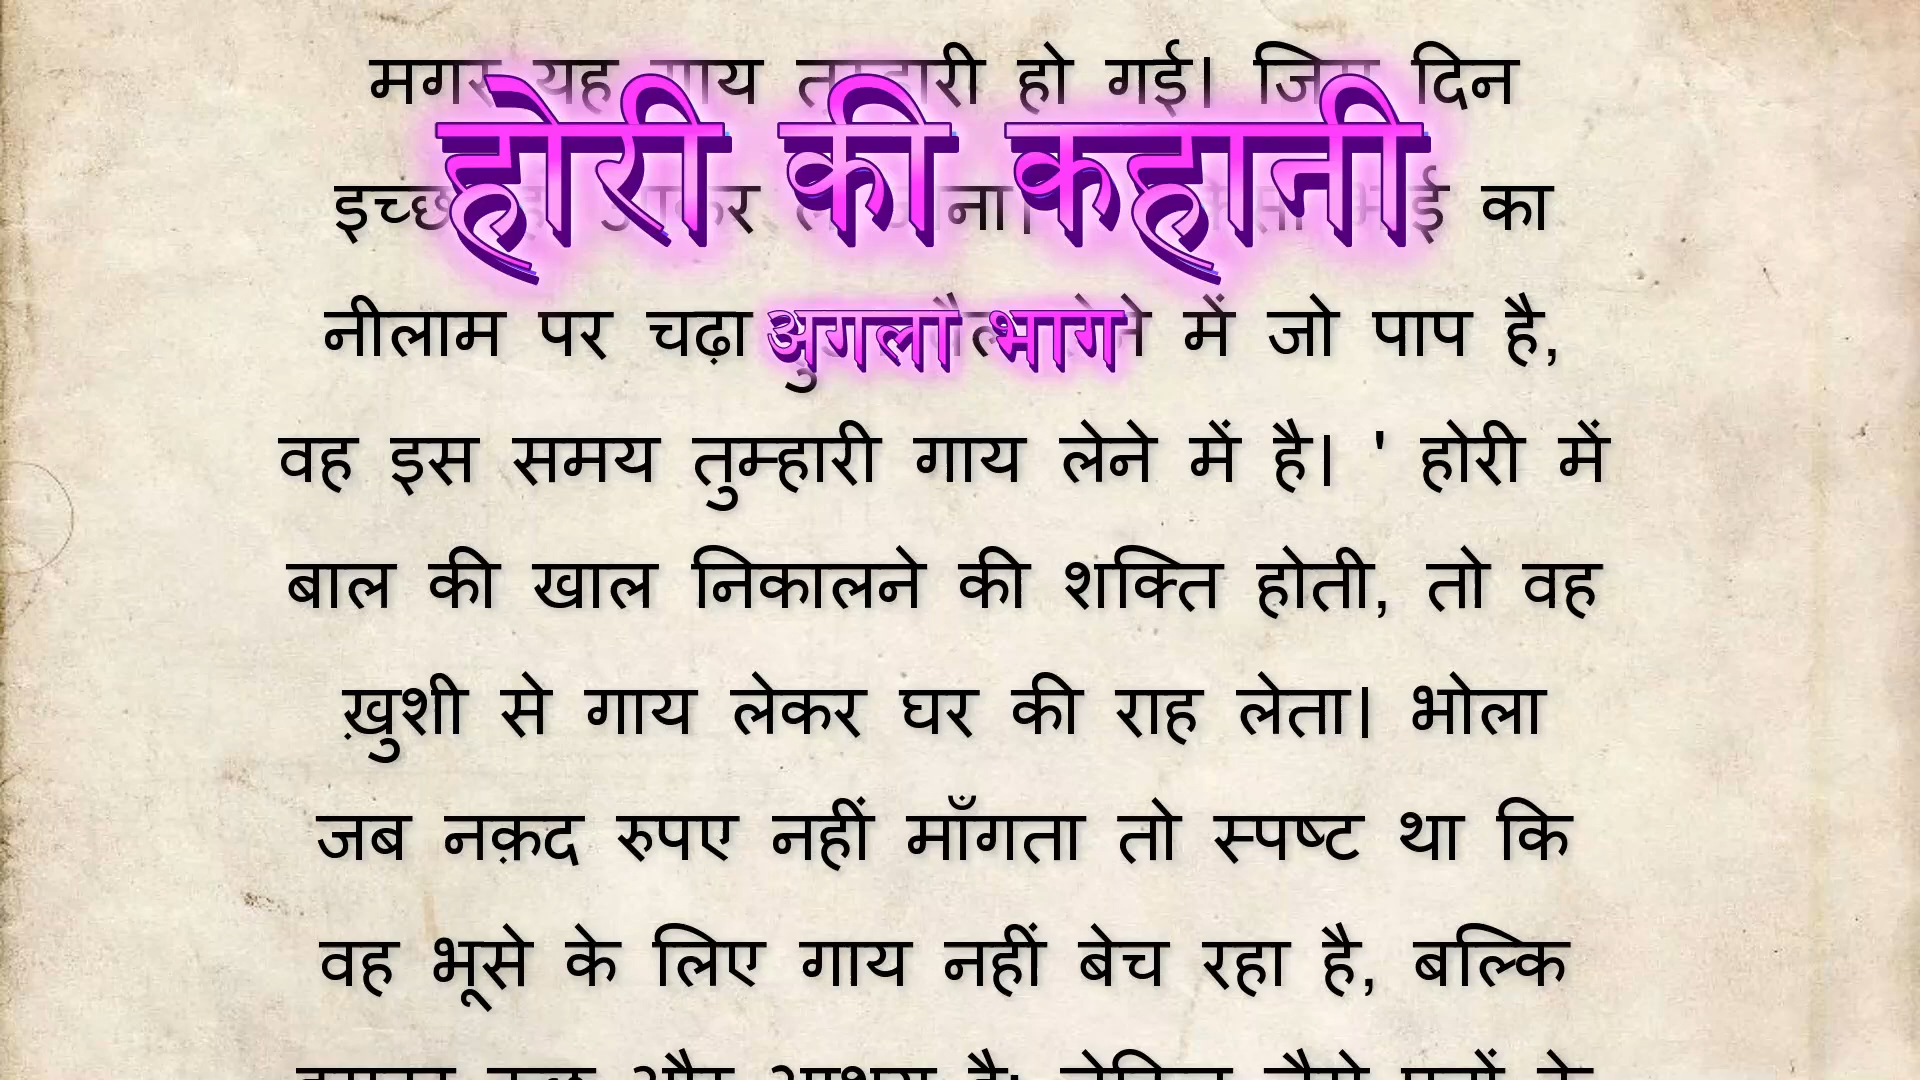 मगर यह गाय तुम्हारी हो गई। जिस दिन
होरी की कहानी
इच्छा हो आकर ले जाना। किसी भाई का
नीलाम पर चढ़ा हुआ बैल लेने में जो पाप है,
अगला भाग
वह इस समय तुम्हारी गाय लेने में है। ' होरी में
बाल की खाल निकालने की शक्ति होती, तो वह
ख़ुशी से गाय लेकर घर की राह लेता। भोला
जब नक़द रुपए नहीं माँगता तो स्पष्ट था कि
वह भूसे के लिए गाय नहीं बेच रहा है, बल्कि